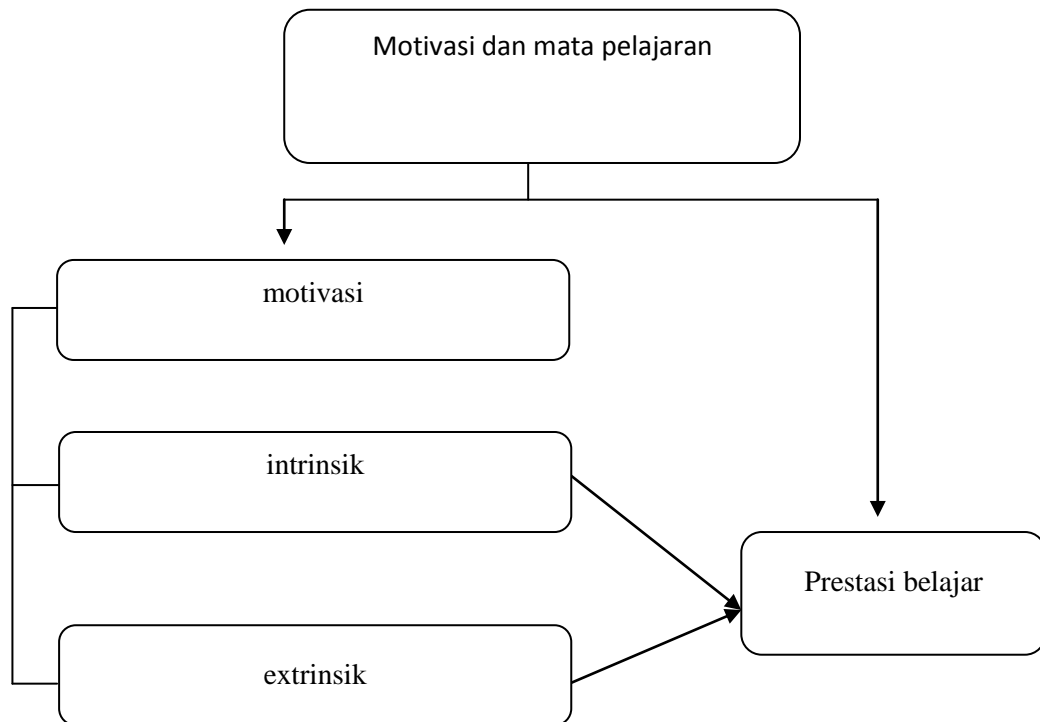 Motivasi dan mata pelajaran
motivasi
intrinsik
Prestasi belajar
extrinsik